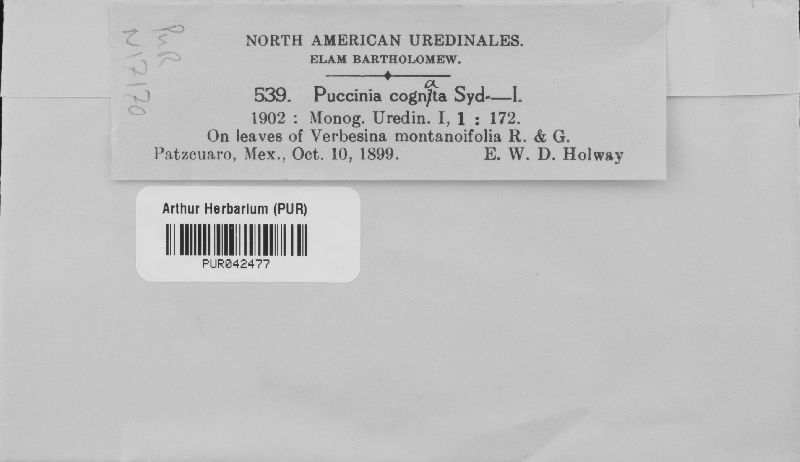 PUR
N17170
NORTH AMERICAN UREDINALES.
ELAM BARTHOLOMEW.
539. Puccinia cognata Syd.—I.
1902 : Monog. Uredin. I, 1 : 172.
On leaves of Verbesina montanoifolia R. & G.
Patzcuaro, Mex., Oct. 10, 1899. E. W. D. Holway
Arthur Herbarium (PUR)
PUR042477